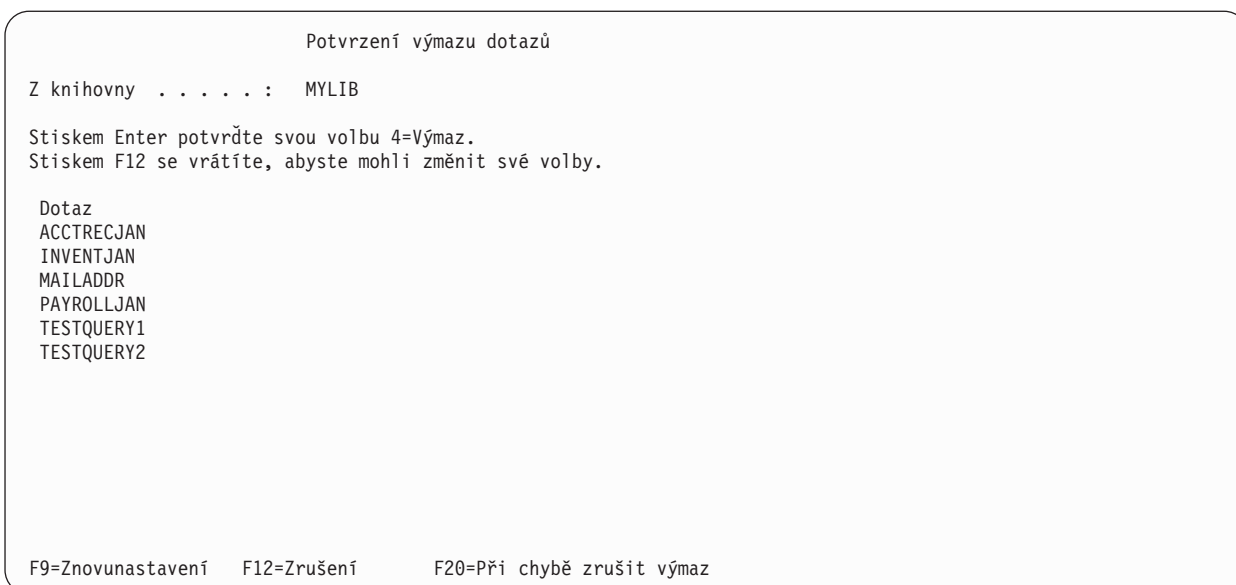 Potvrzení výmazu dotazů
Z knihovny . . . . . : MYLIB
Stiskem Enter potvrďte svou volbu 4=Výmaz.
Stiskem F12 se vrátíte, abyste mohli změnit své volby.
Dotaz
ACCTRECJAN
INVENTJAN
MAILADDR
PAYROLLJAN
TESTQUERY1
TESTQUERY2
F9=Znovunastavení F12=Zrušení F20=Při chybě zrušit výmaz